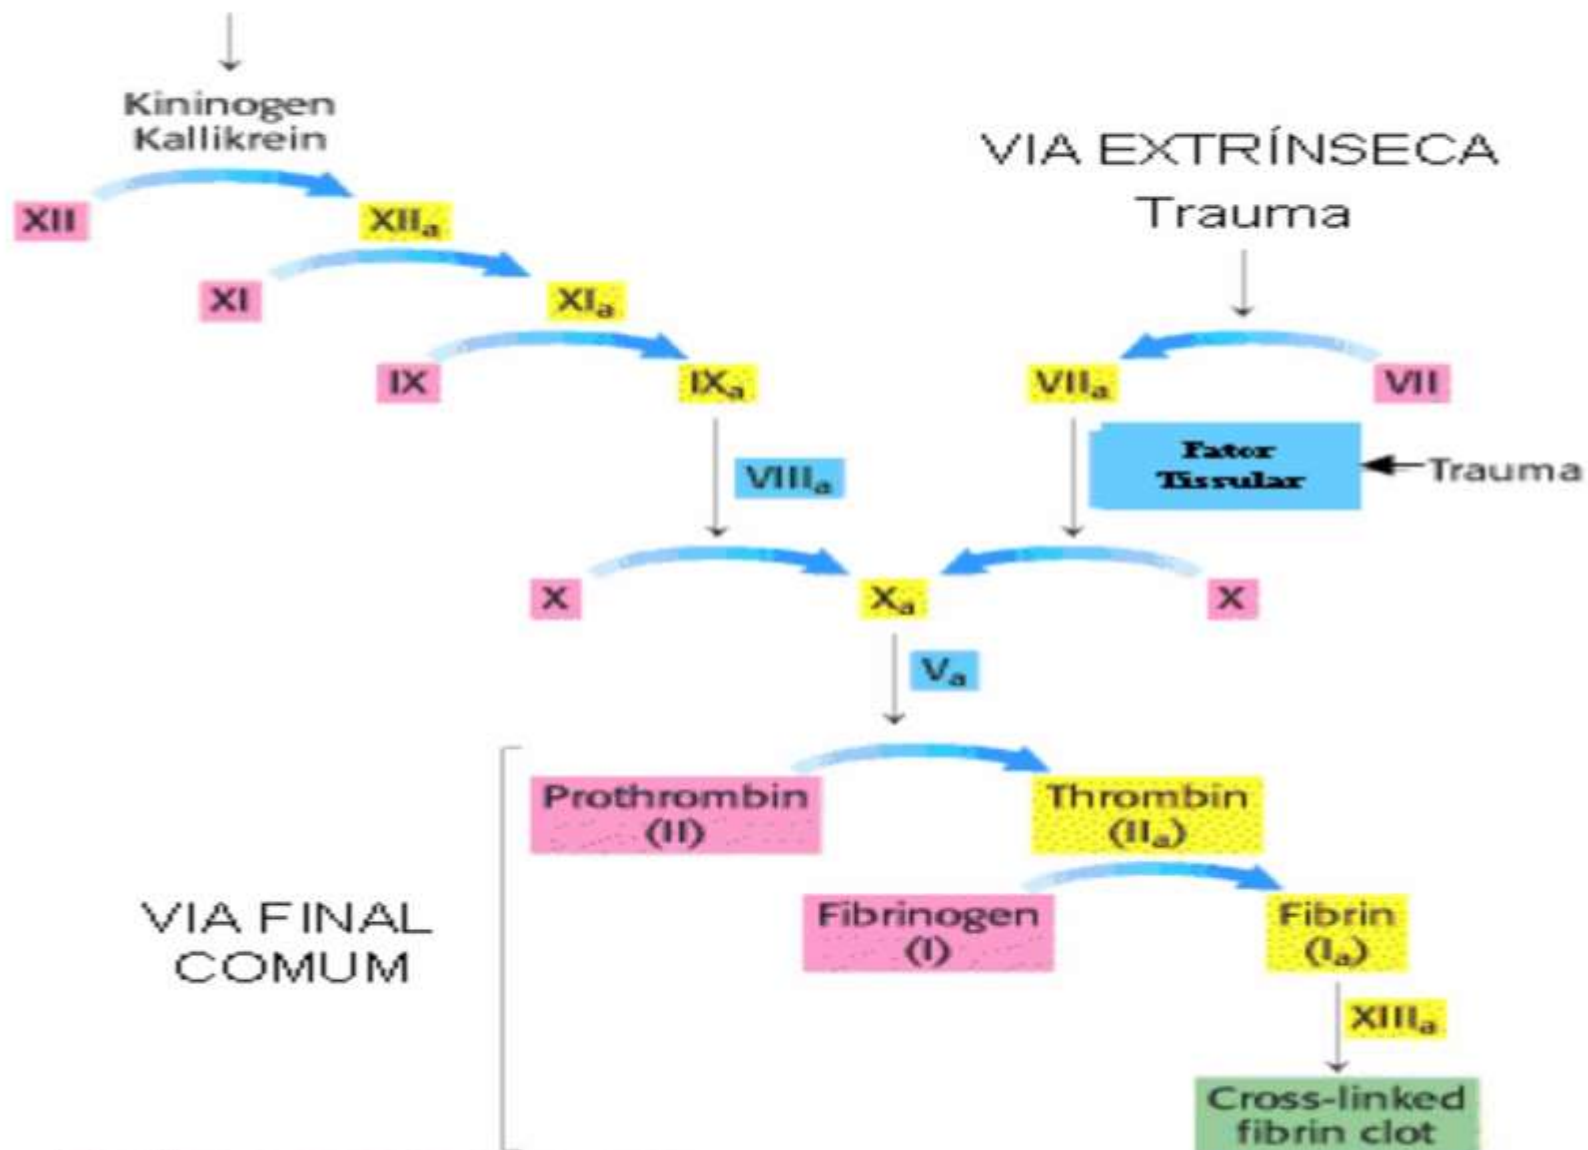 Kininogen
Kallikrein
VIA EXTRÍNSECA
Trauma
XII
XIIₐ
XI
XIₐ
IX
IXₐ
VIIₐ
VII
VIIIₐ
Fator
Tissular
Trauma
X
Xₐ
X
Vₐ
Prothrombin
(II)
Thrombin
(IIₐ)
VIA FINAL
COMUM
Fibrinogen
(I)
Fibrin
(Iₐ)
XIIIₐ
Cross-linked
fibrin clot